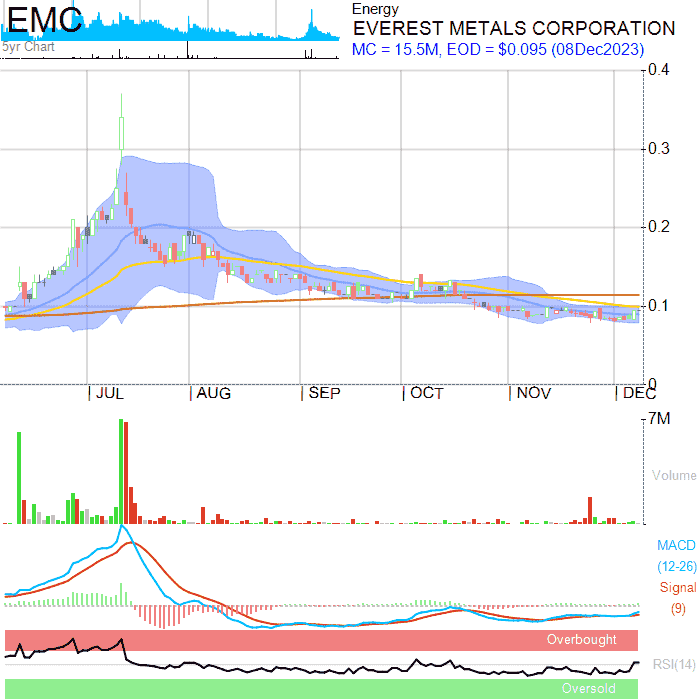 EMC
5yr Chart
Energy
EVEREST METALS CORPORATION
MC = 15.5M, EOD = $0.095 (08Dec2023)
0.4
0.3
0.2
0.1
0
JUL AUG SEP OCT NOV DEC
7M
Volume
MACD
(12-26)
Signal
(9)
Overbought
RSI(14)
Oversold